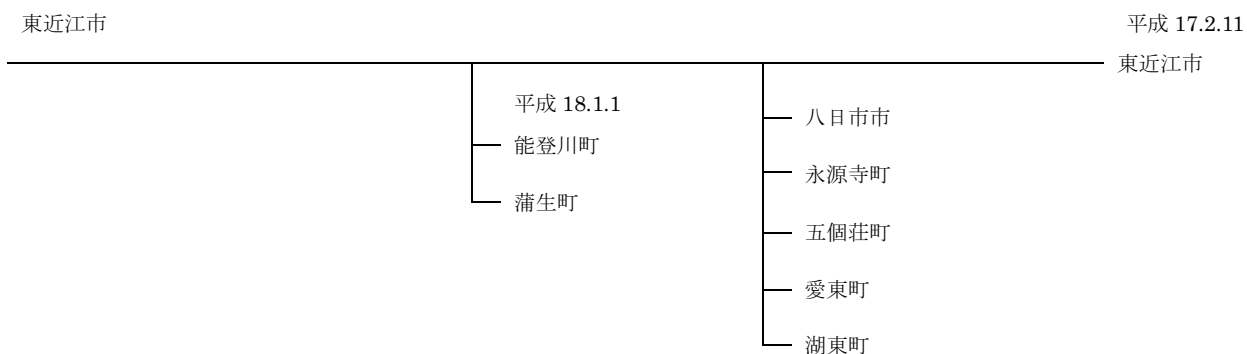 東近江市
平成 17.2.11
東近江市
平成 18.1.1
能登川町
蒲生町
八日市市
永源寺町
五個荘町
愛東町
湖東町